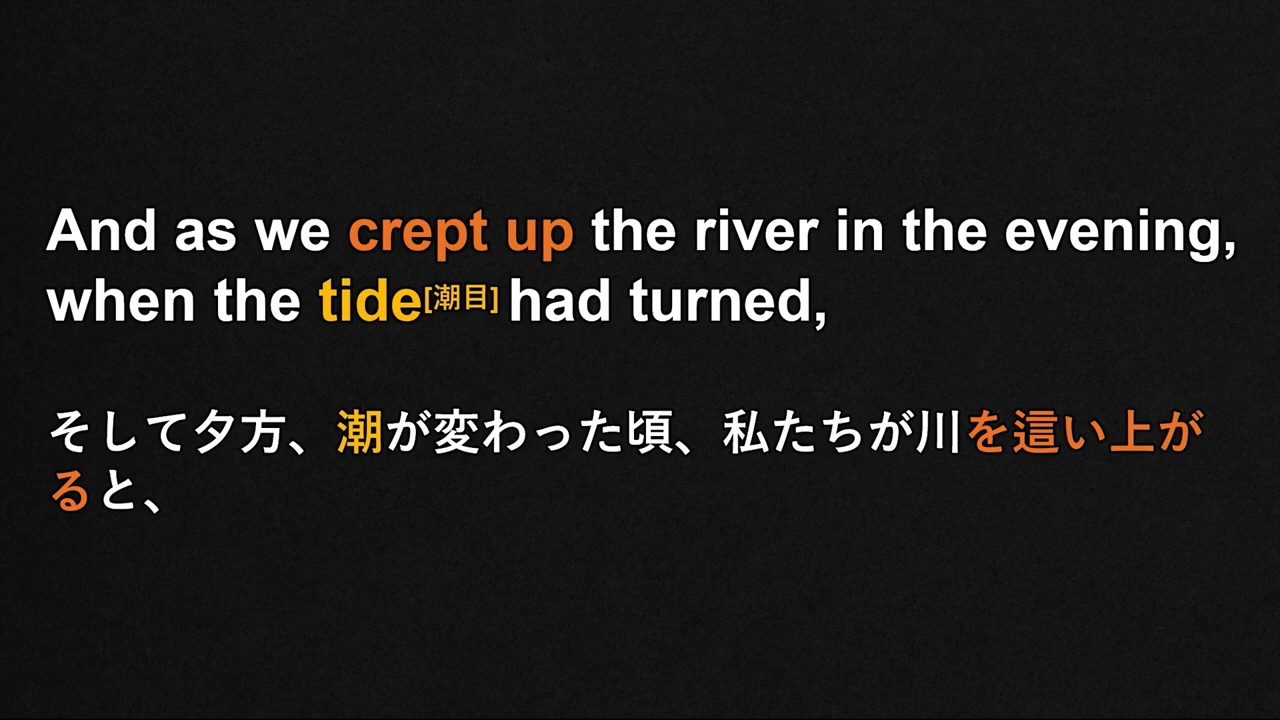 And as we crept up the river in the evening,
when the tide[潮目] had turned,
そして夕方、潮が変わった頃、私たちが川を這い上が
ると、